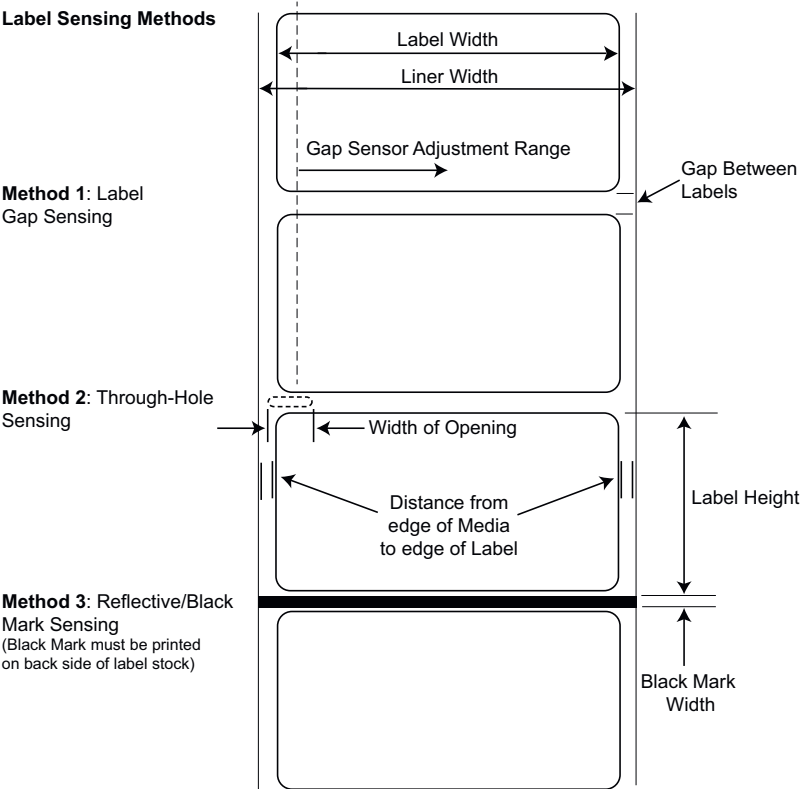 Label Sensing Methods
Label Width
Liner Width
Gap Sensor Adjustment Range
Gap Between
Labels
Method 1: Label
Gap Sensing
Method 2: Through-Hole
Sensing
Width of Opening
Distance from
edge of Media
to edge of Label
Label Height
Method 3: Reflective/Black
Mark Sensing
(Black Mark must be printed
on back side of label stock)
Black Mark
Width